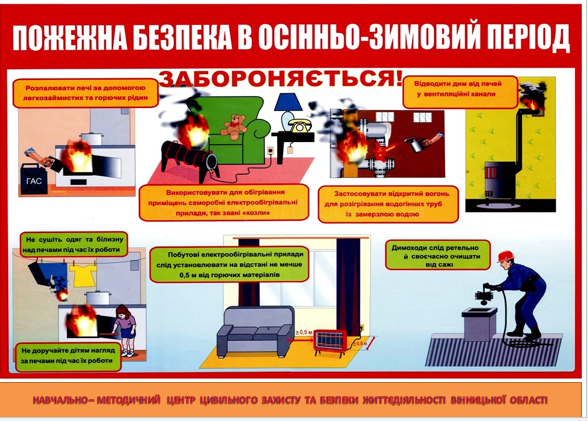 ПОЖЕЖНА БЕЗПЕКА В ОСІННЬО-ЗИМОВИЙ ПЕРІОД
ЗАБОРОНЯЄТЬСЯ!
Розпалювати печі за допомогою
легкозаймистих та горючих рідин
Відводити дим від печей
у вентиляційні канали
ГАС
Використовувати для обігрівання
приміщень саморобні електрообігрівальні
прилади, так звані «козли»
Застосовувати відкритий вогонь
для розігрівання водогінних труб
із замерзлою водою
Не сушіть одяг та білизну
над печами під час їх роботи
Побутові електрообігрівальні прилади
слід установлювати на відстані не менше
0,5 м від горючих матеріалів
Димоходи слід ретельно
й своєчасно очищати
від сажі
≥ 0,5 м
≥0,5 м
Не доручайте дітям нагляд
за печами під час їх роботи
НАВЧАЛЬНО– МЕТОДИЧНИЙ ЦЕНТР ЦИВІЛЬНОГО ЗАХИСТУ ТА БЕЗПЕКИ ЖИТТЄДІЯЛЬНОСТІ ВІННИЦЬКОЇ ОБЛАСТІ